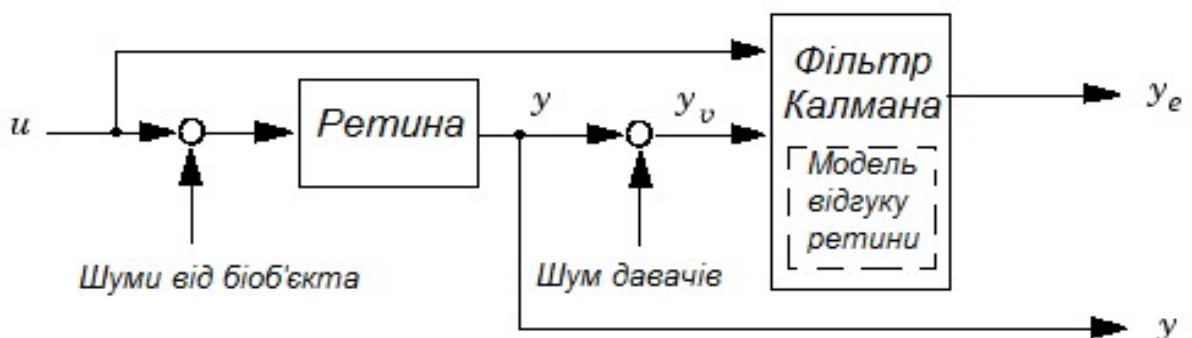 u
Ретина
y
y_v
Фільтр
Калмана
Модель
відгуку
ретини
y_e
Шуми від біоб'єкта
Шум давачів
y